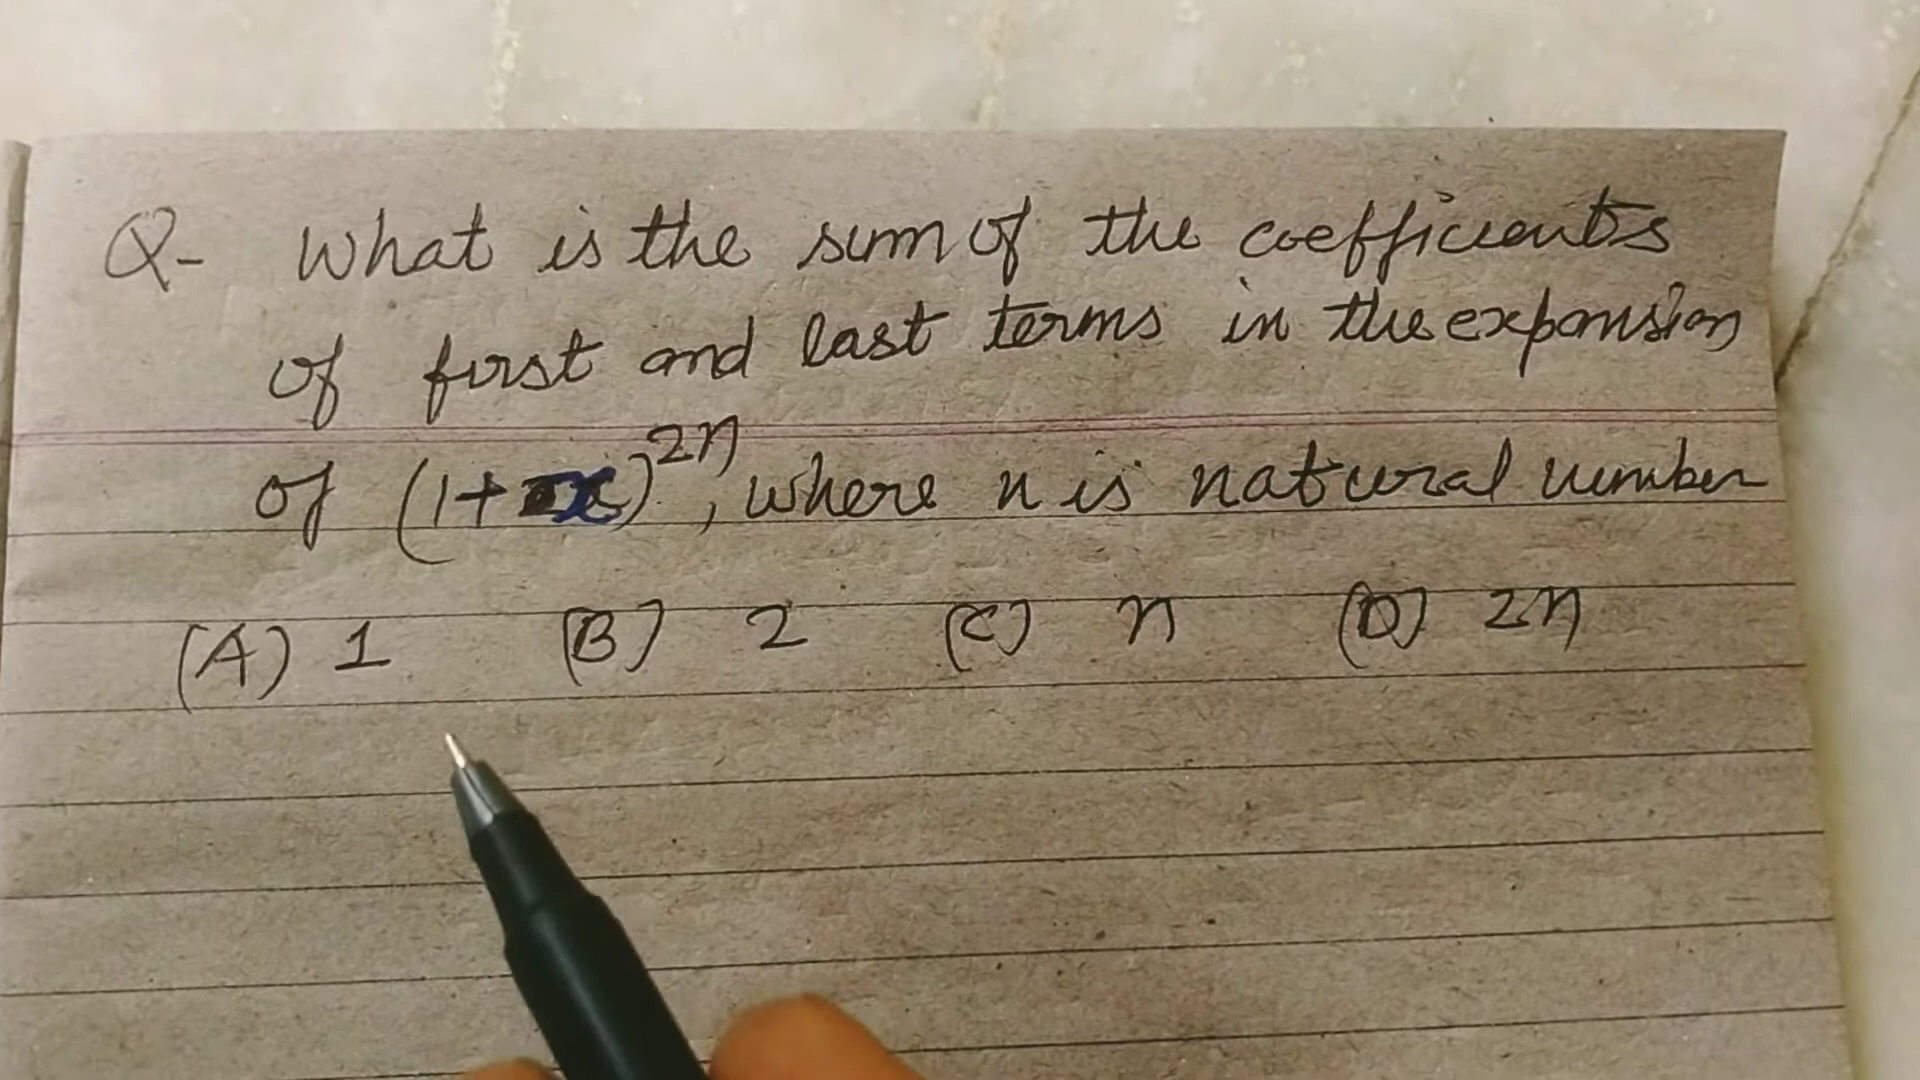 Q- What is the sum of the coefficients
of first and last terms in the expansion
of (1+x)^2n, where n is natural number
(A) 1 (B) 2 (C) n (D) 2n